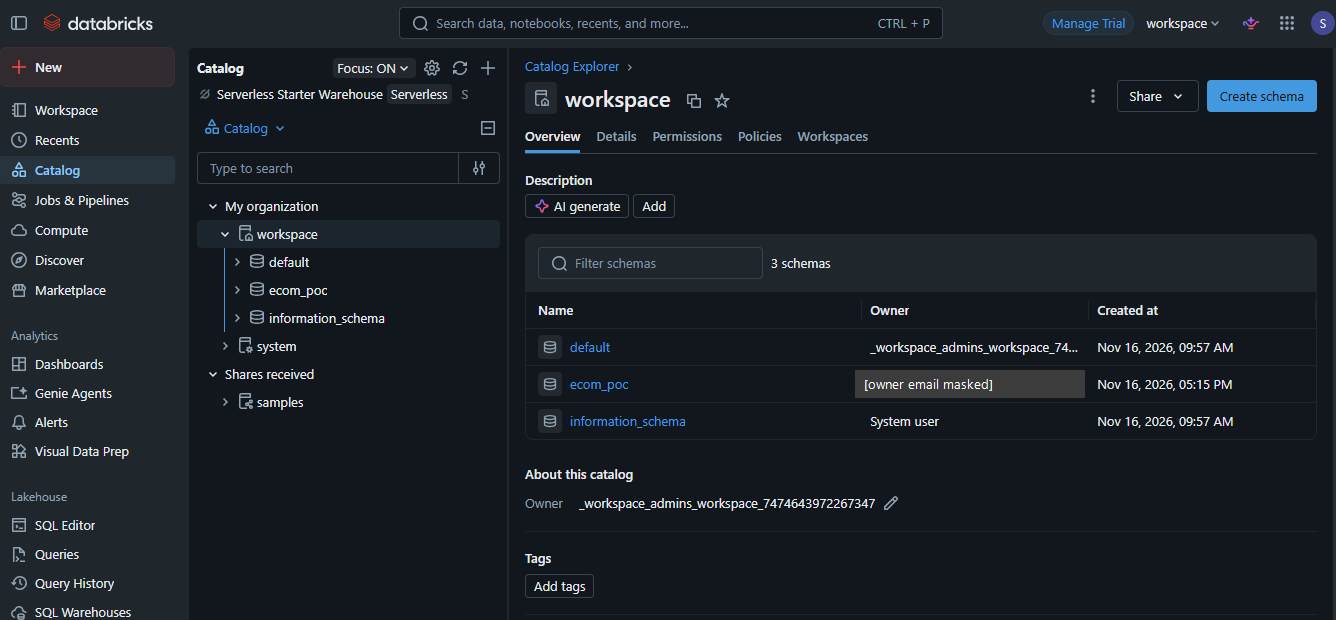 databricks
Search data, notebooks, recents, and more... CTRL + P
Manage Trial
workspace
S
New
Workspace
Recents
Catalog
Jobs & Pipelines
Compute
Discover
Marketplace
Analytics
Dashboards
Genie Agents
Alerts
Visual Data Prep
Lakehouse
SQL Editor
Queries
Query History
SQL Warehouses
Catalog
Focus: ON
Serverless Starter Warehouse Serverless S
Catalog
Type to search
My organization
workspace
default
ecom_poc
information_schema
system
Shares received
samples
Catalog Explorer
workspace
Share
Create schema
Overview Details Permissions Policies Workspaces
Description
AI generate Add
Filter schemas 3 schemas
Name Owner Created at
default _workspace_admins_workspace_74... Nov 16, 2026, 09:57 AM
ecom_poc [owner email masked] Nov 16, 2026, 05:15 PM
information_schema System user Nov 16, 2026, 09:57 AM
About this catalog
Owner _workspace_admins_workspace_7474643972267347
Tags
Add tags